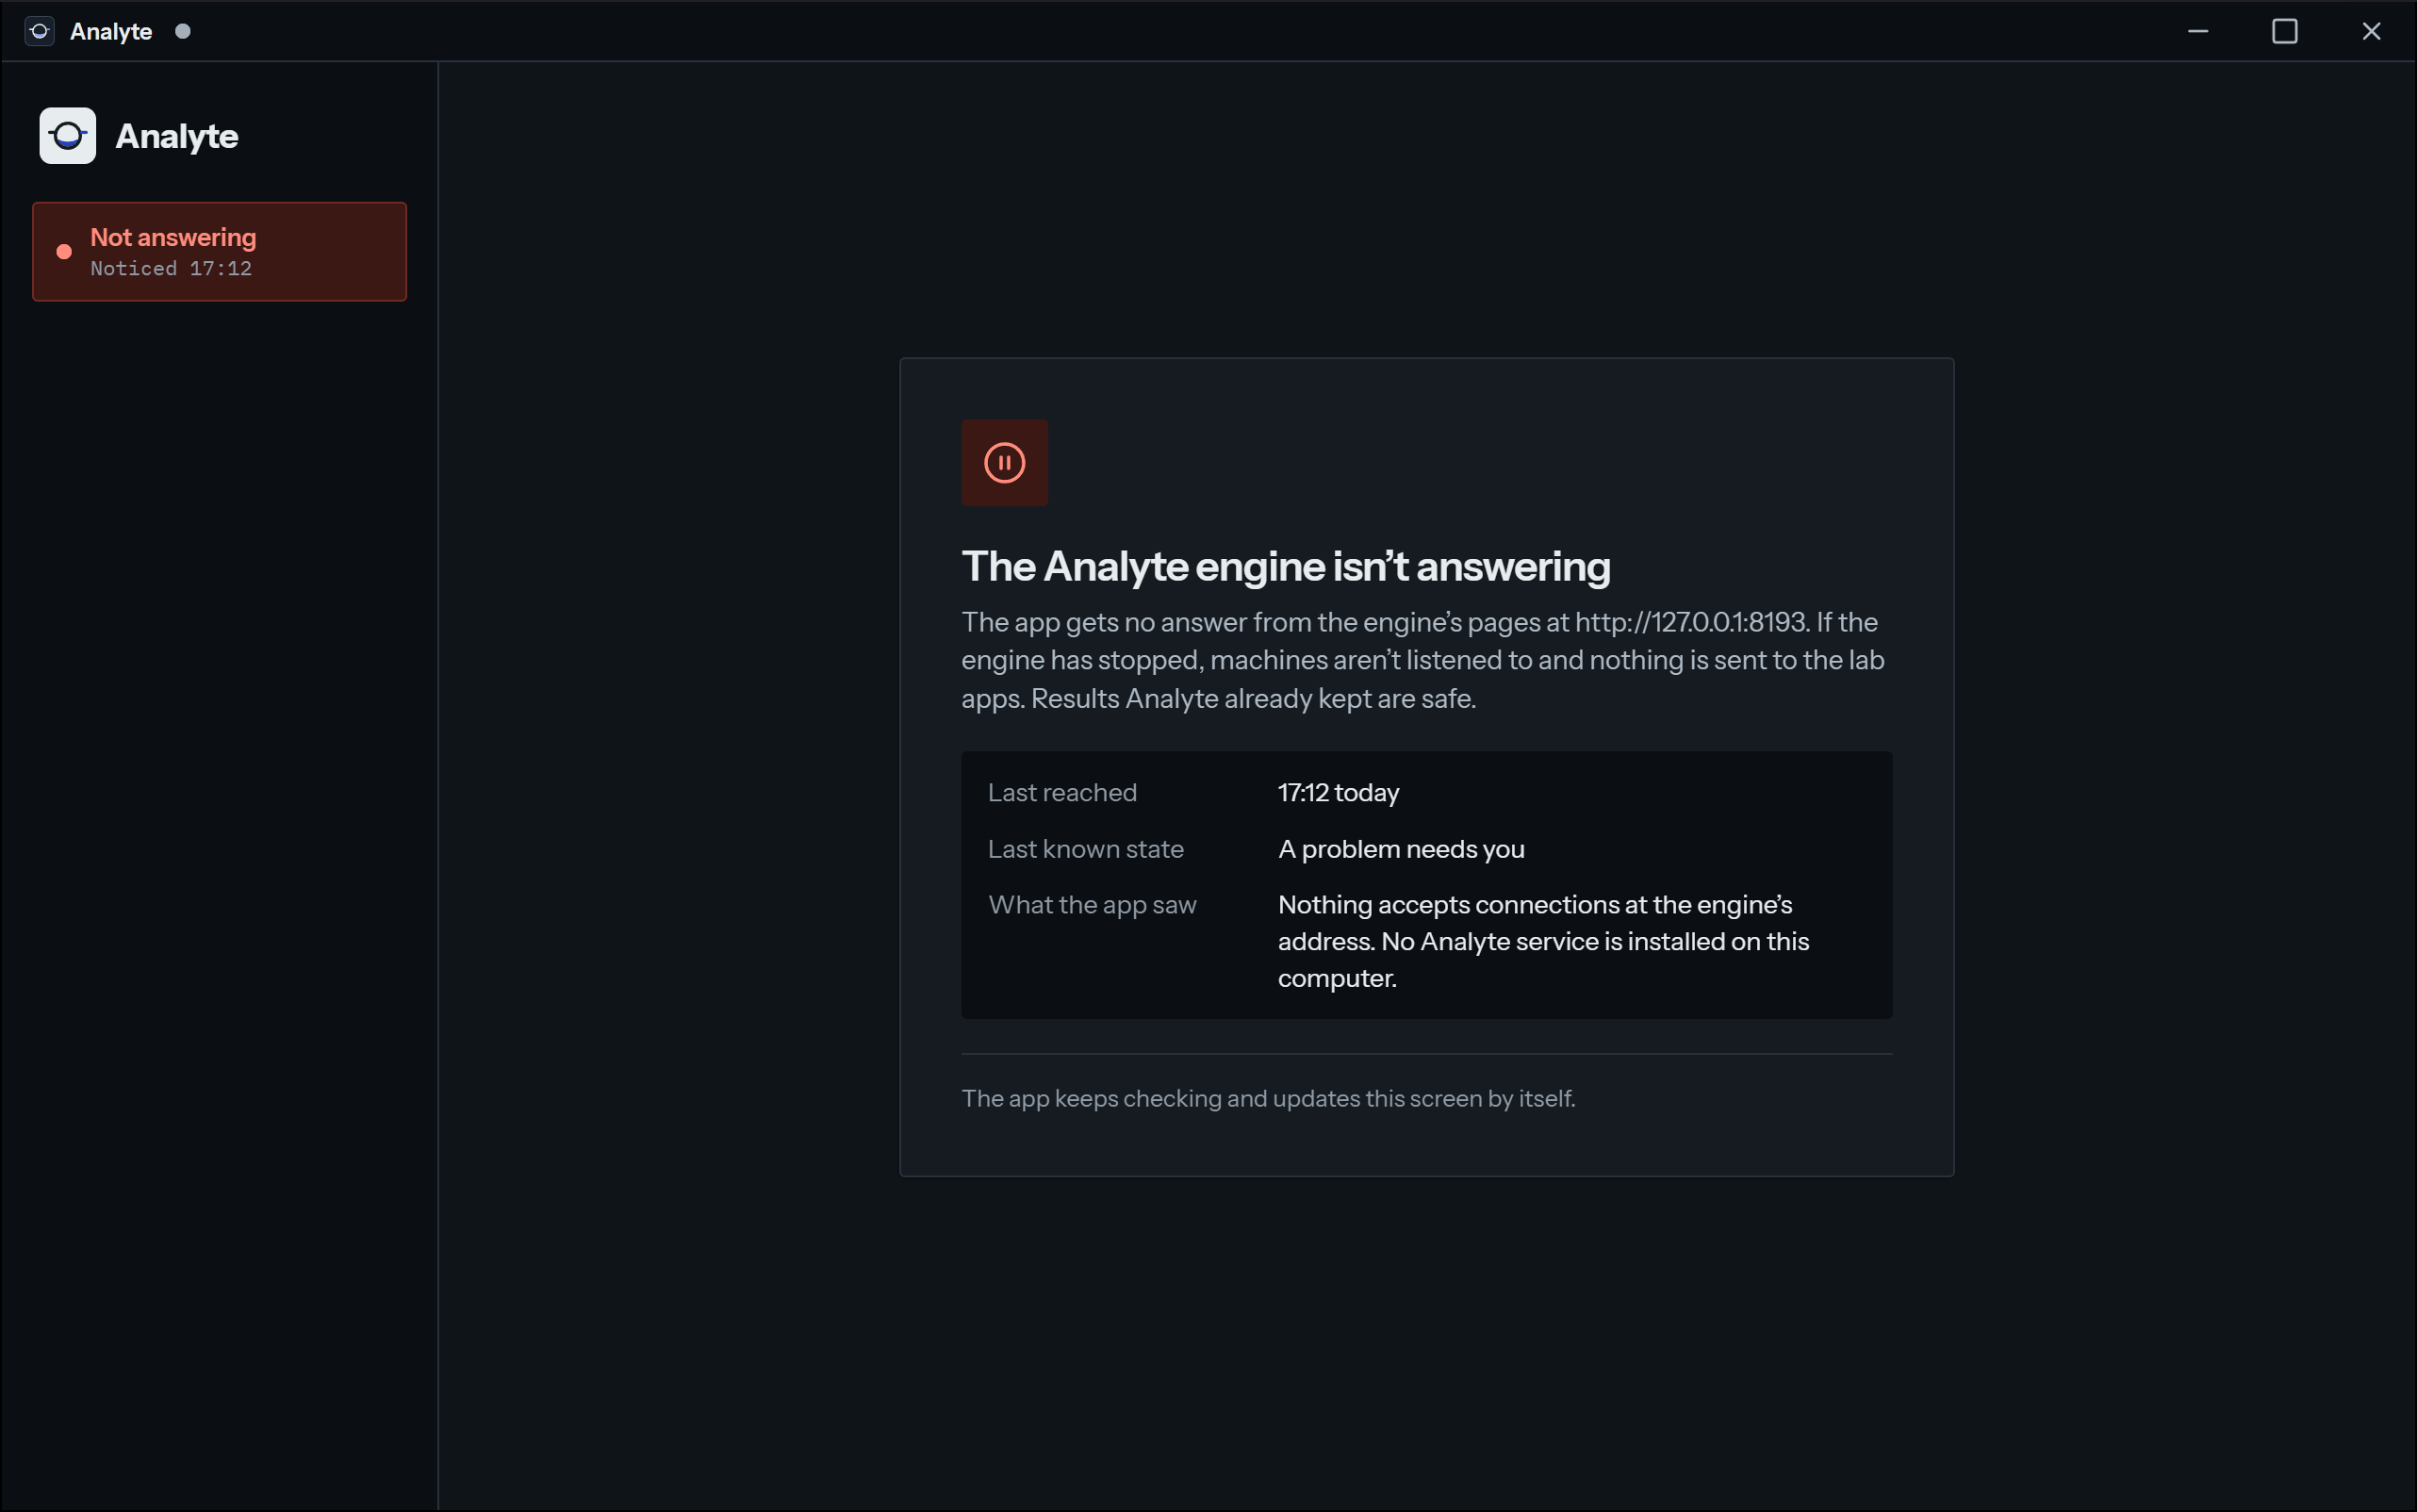 Analyte
Analyte
Not answering
Noticed 17:12
The Analyte engine isn’t answering
The app gets no answer from the engine’s pages at http://127.0.0.1:8193. If the
engine has stopped, machines aren’t listened to and nothing is sent to the lab
apps. Results Analyte already kept are safe.
Last reached 17:12 today
Last known state A problem needs you
What the app saw Nothing accepts connections at the engine’s
address. No Analyte service is installed on this
computer.
The app keeps checking and updates this screen by itself.